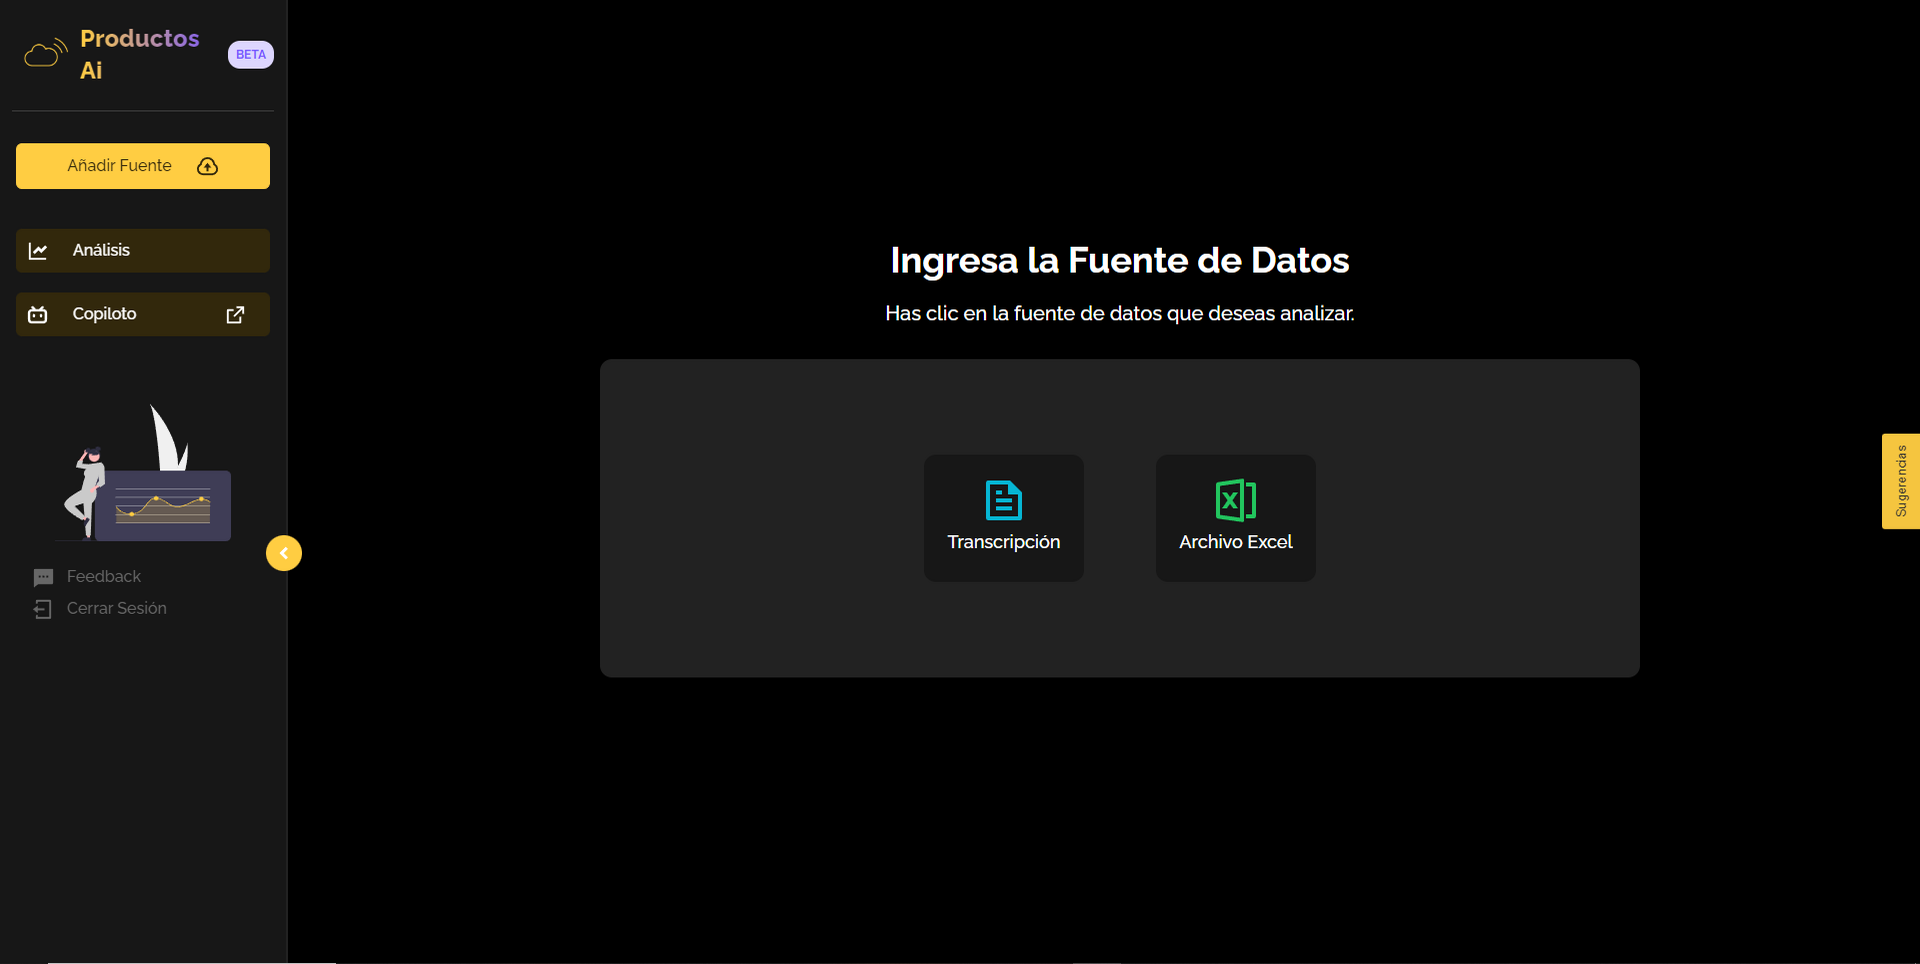 Productos
Ai
BETA
Añadir Fuente
Análisis
Copiloto
Feedback
Cerrar Sesión
Ingresa la Fuente de Datos
Has clic en la fuente de datos que deseas analizar.
Transcripción
Archivo Excel
Sugerencias